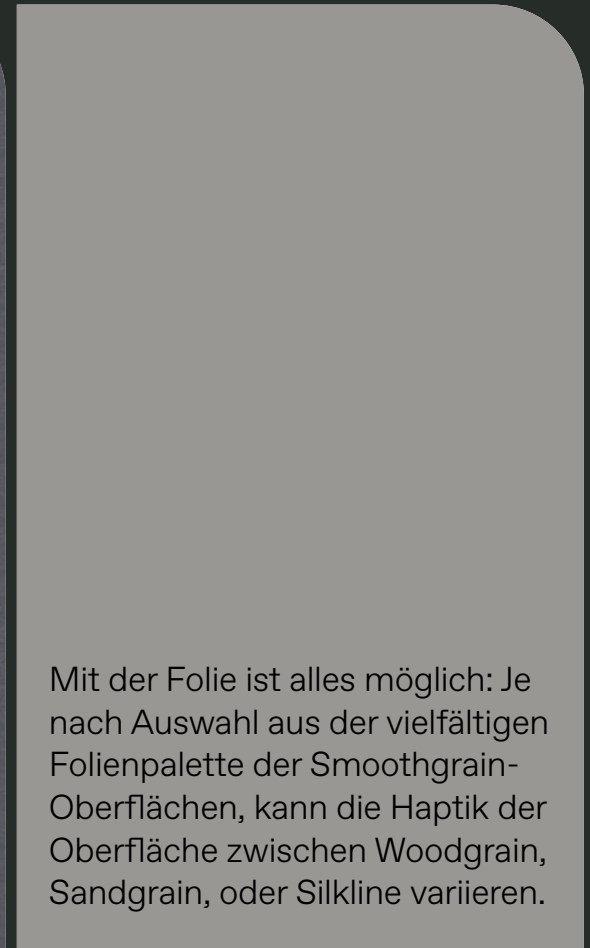 Mit der Folie ist alles möglich: Je
nach Auswahl aus der vielfältigen
Folienpalette der Smoothgrain-
Oberflächen, kann die Haptik der
Oberfläche zwischen Woodgrain,
Sandgrain, oder Silkline variieren.